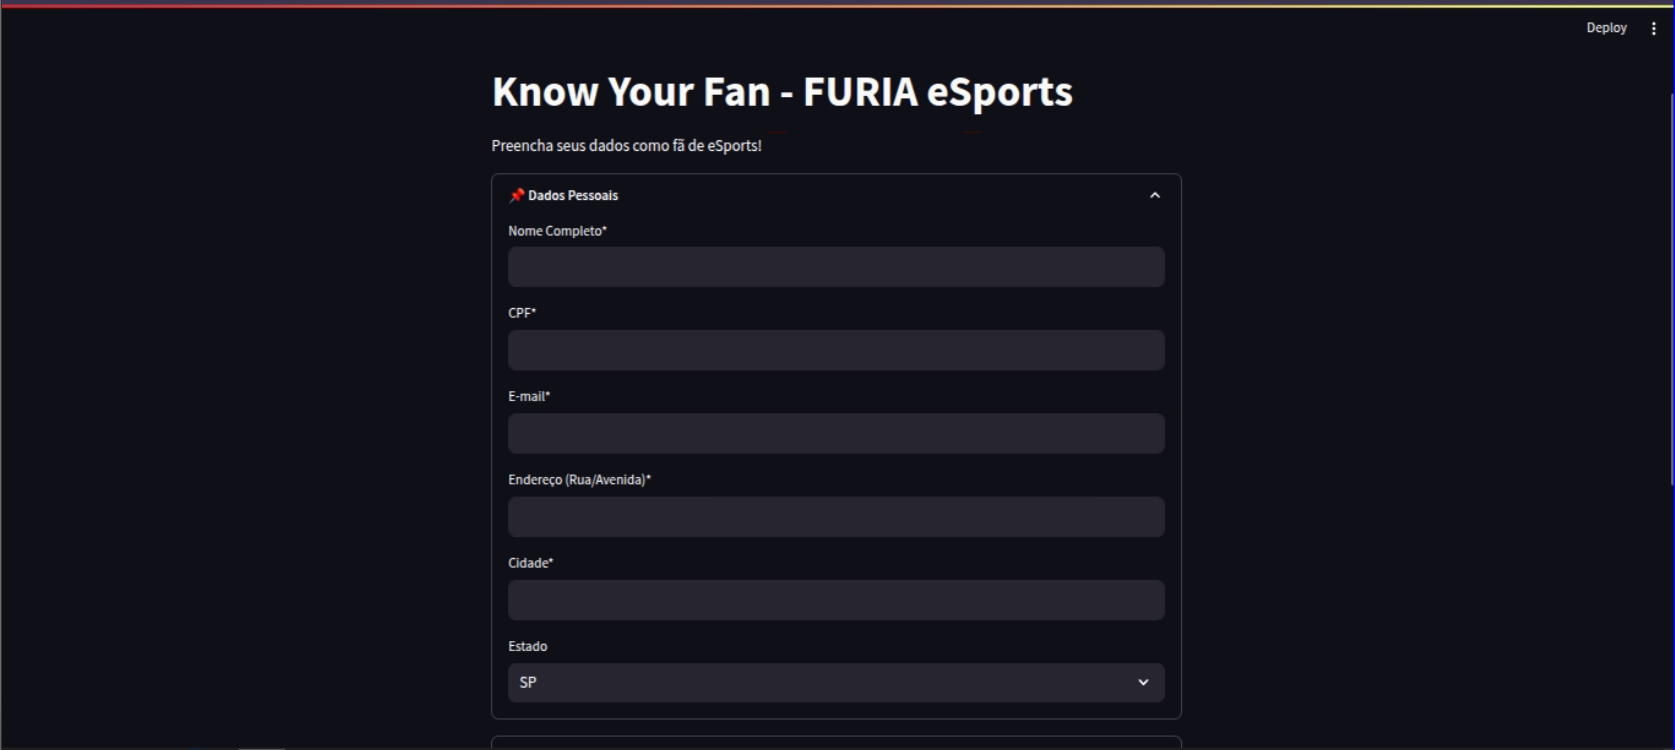 Deploy
Know Your Fan - FURIA eSports
Preencha seus dados como fã de eSports!
📌 Dados Pessoais
Nome Completo*
CPF*
E-mail*
Endereço (Rua/Avenida)*
Cidade*
Estado
SP